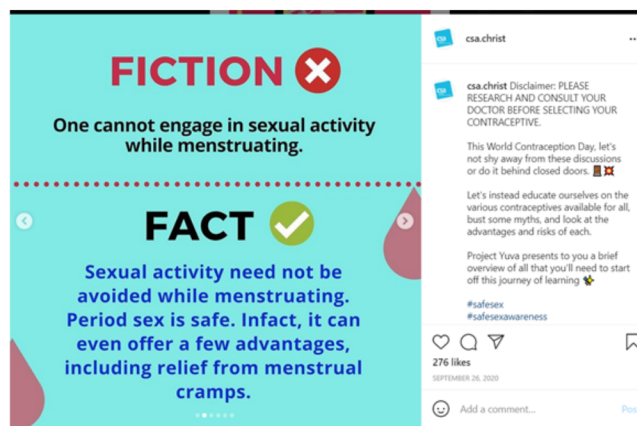 FICTION
One cannot engage in sexual activity
while menstruating.
FACT
Sexual activity need not be
avoided while menstruating.
Period sex is safe. Infact, it can
even offer a few advantages,
including relief from menstrual
cramps.
csa.christ
csa.christ Disclaimer: PLEASE
RESEARCH AND CONSULT YOUR
DOCTOR BEFORE SELECTING YOUR
CONTRACEPTIVE.
This World Contraception Day, let's
not shy away from these discussions
or do it behind closed doors.
Let's instead educate ourselves on the
various contraceptives available for all,
bust some myths, and look at the
advantages and risks of each.
Project Yuva presents to you a brief
overview of all that you'll need to start
off this journey of learning
#safesex
#safesexawareness
276 likes
SEPTEMBER 26, 2020
Add a comment... Pos